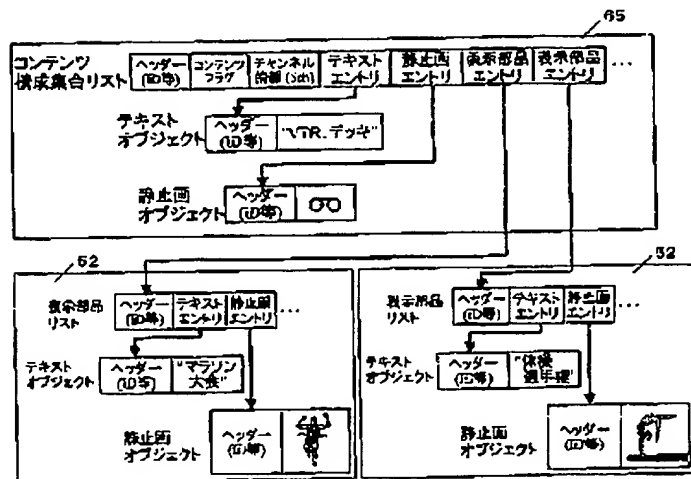 65
コンテンツ
構成集合リスト
ヘッダー
(ID等)
コンテンツ
フラグ
チャンネル
(5ch)
テキスト
エントリ
静止画
エントリ
表示部品
エントリ
表示部品
エントリ
...
テキスト
オブジェクト
ヘッダー
(ID等)
"VTR.デッキ"
静止画
オブジェクト
ヘッダー
(ID等)
52
表示部品
リスト
ヘッダー
(ID等)
テキスト
エントリ
静止画
エントリ
...
テキスト
オブジェクト
ヘッダー
(ID等)
"マラソン
大会"
静止画
オブジェクト
ヘッダー
(ID等)
52
表示部品
リスト
ヘッダー
(ID等)
テキスト
エントリ
静止画
エントリ
...
テキスト
オブジェクト
ヘッダー
(ID等)
"体操
選手権"
静止画
オブジェクト
ヘッダー
(ID等)